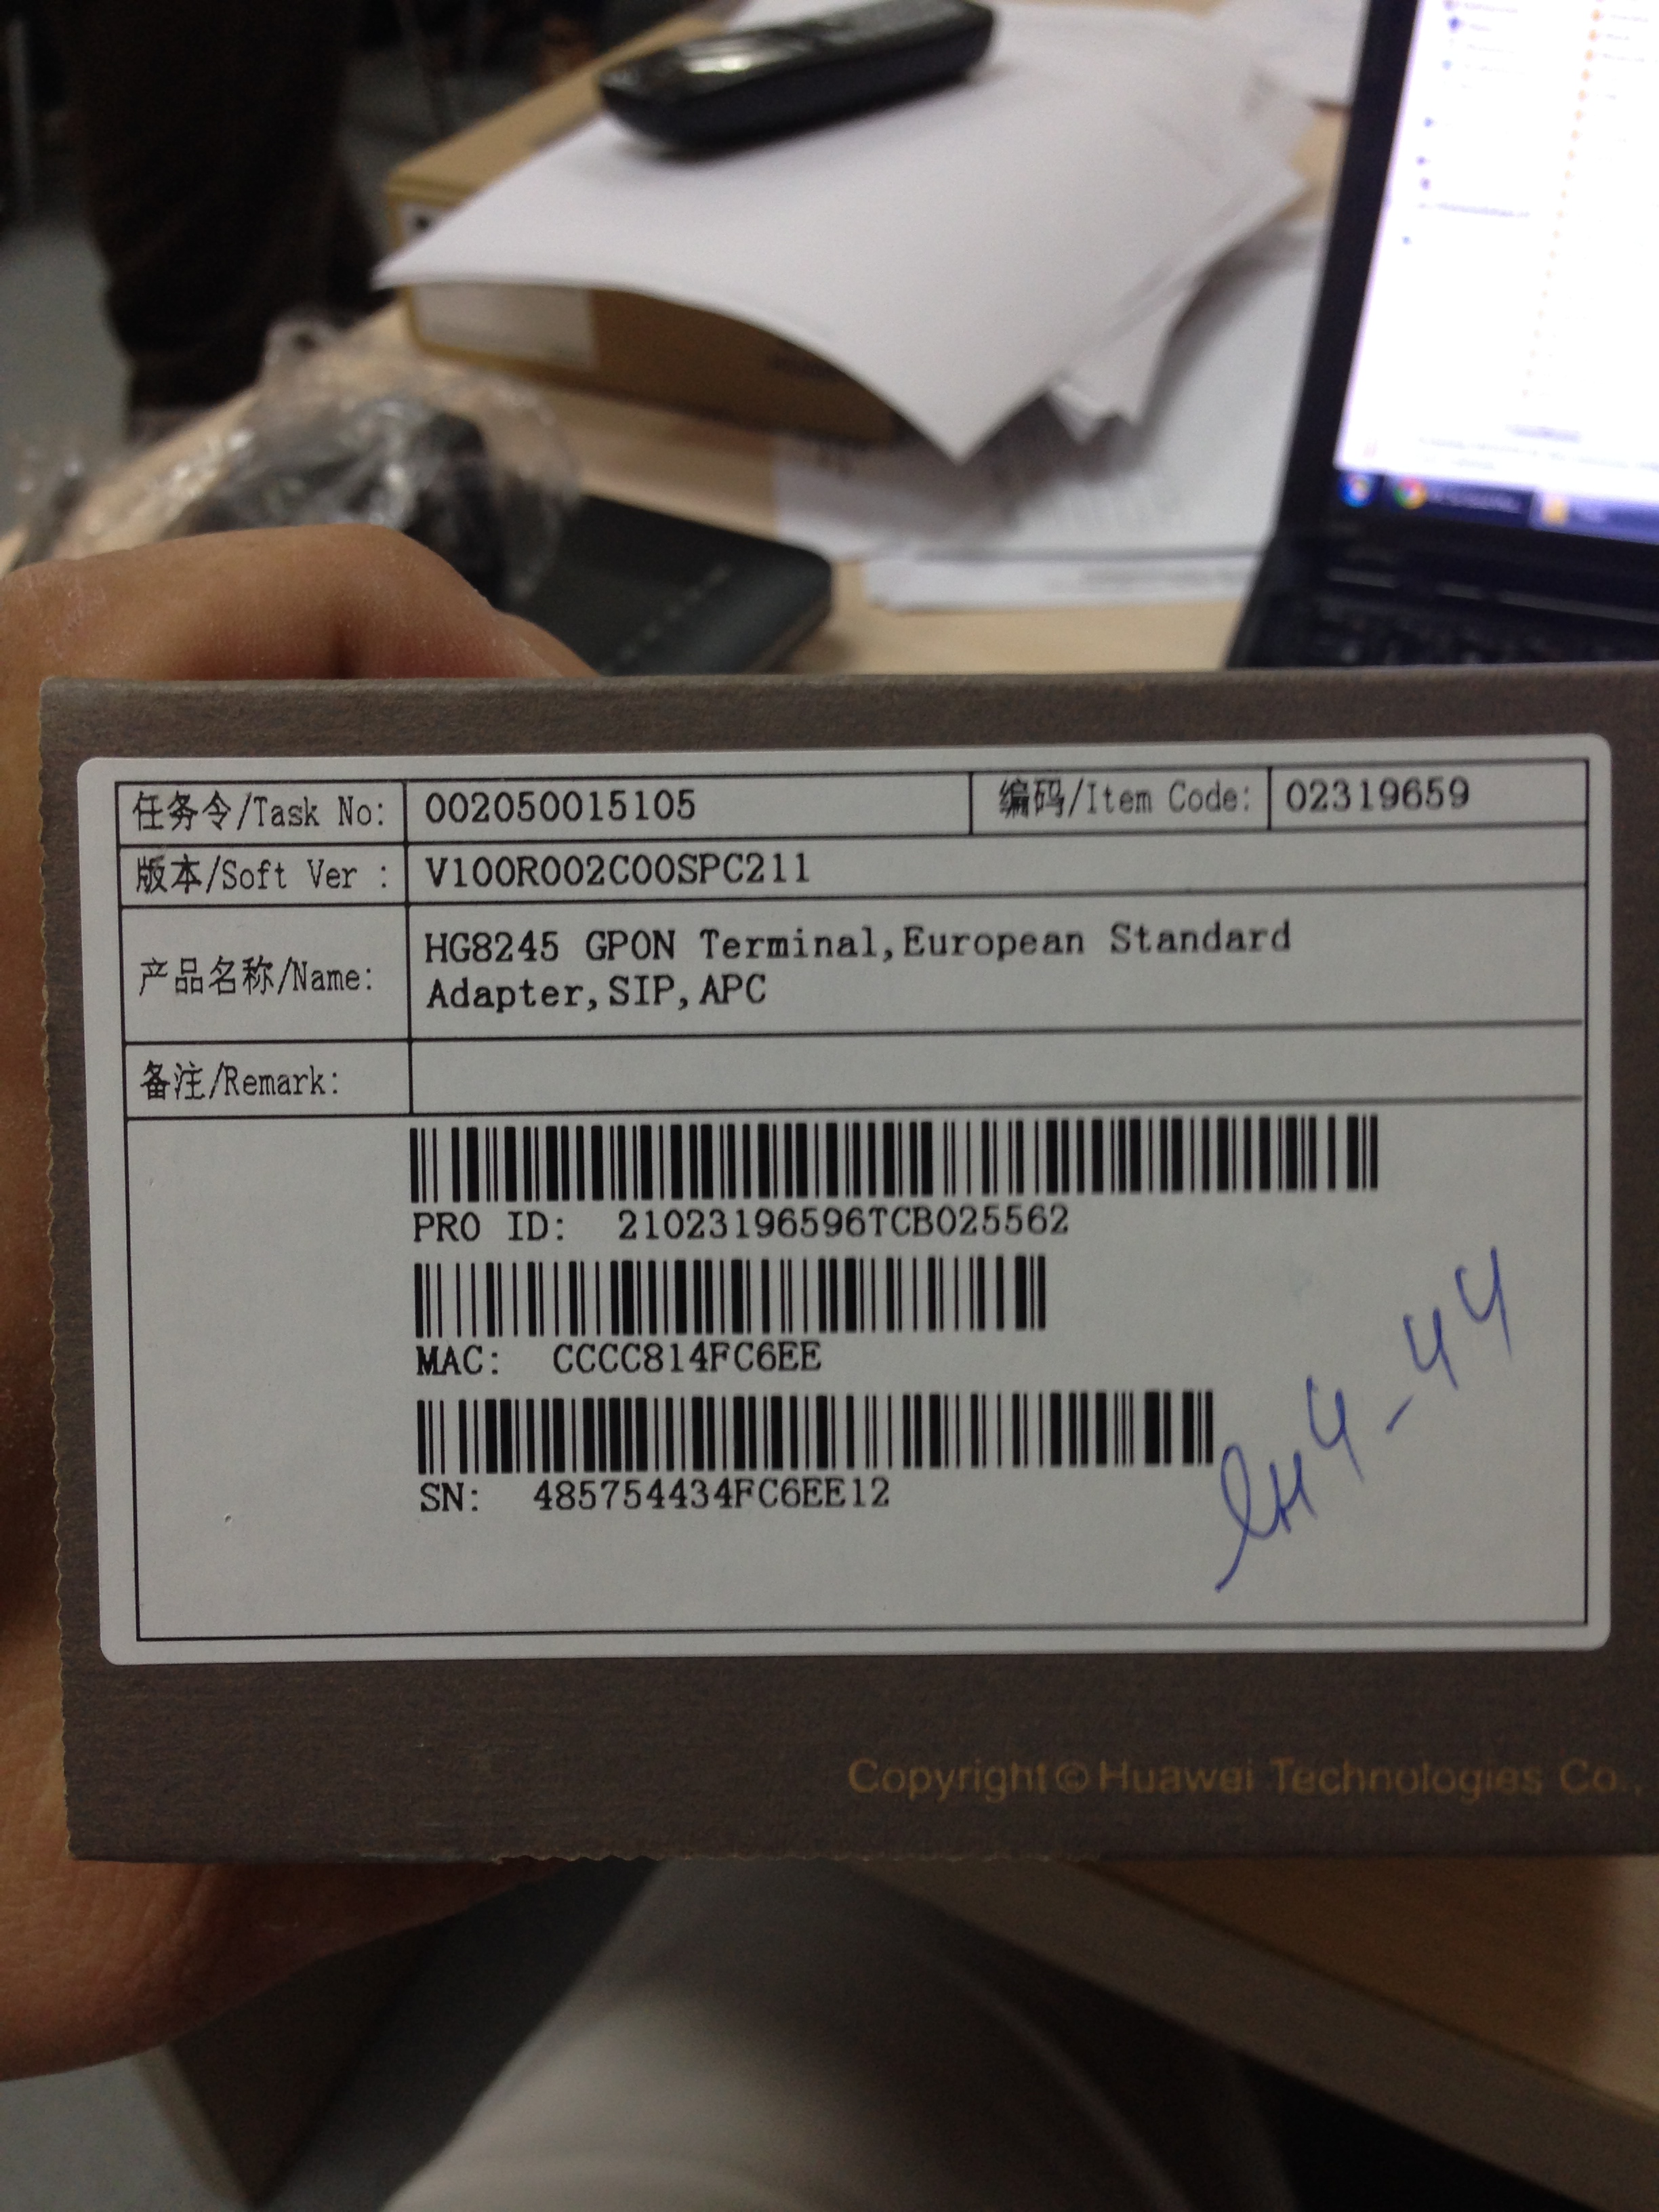 任务令/Task No: 002050015105 编码/Item Code: 02319659
版本/Soft Ver : V100R002C00SPC211
产品名称/Name: HG8245 GPON Terminal,European Standard
Adapter,SIP,APC
备注/Remark:
PRO ID: 21023196596TCB025562
MAC: CCCC814FC6EE
SN: 485754434FC6EE12
Copyright © Huawei Technologies Co.,